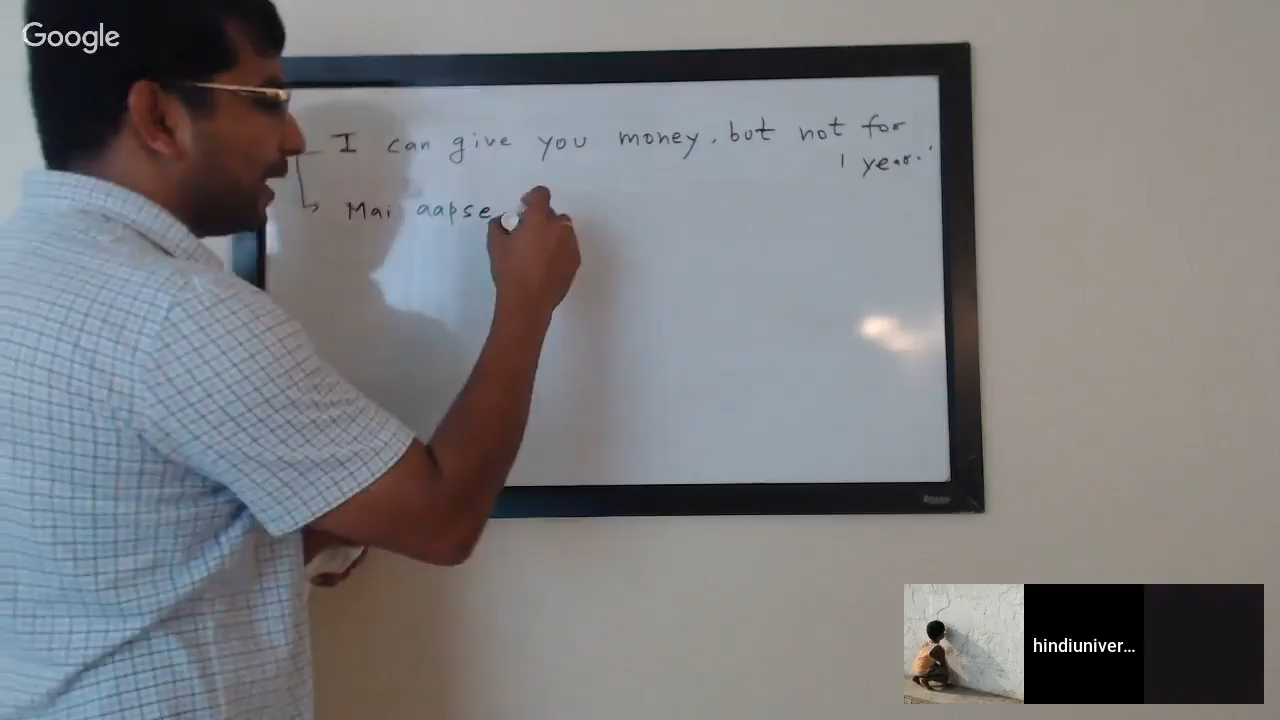 Google
I can give you money, but not for
1 year.
Mai aapse
hindiuniver...